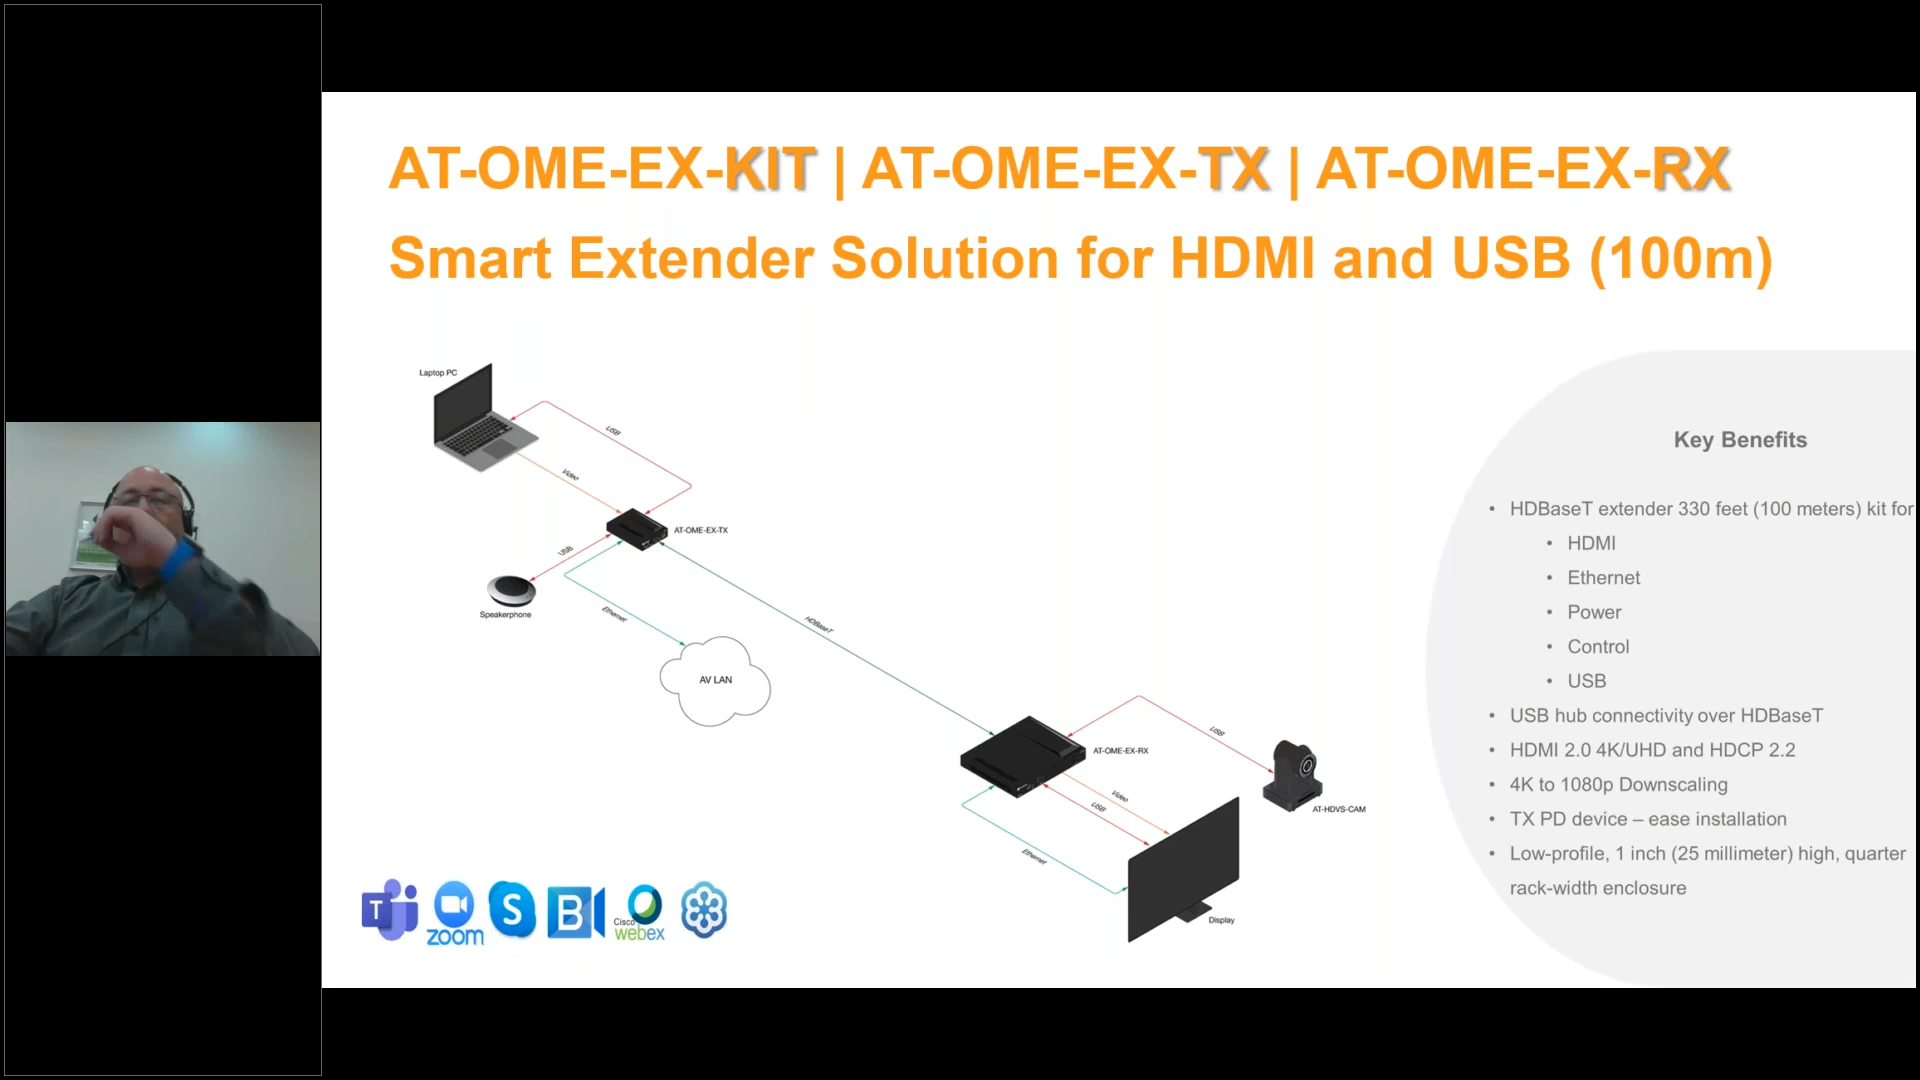 AT-OME-EX-KIT | AT-OME-EX-TX | AT-OME-EX-RX
Smart Extender Solution for HDMI and USB (100m)
Laptop PC
USB
Video
AT-OME-EX-TX
USB
Speakerphone
Ethernet
HDBaseT
AV LAN
USB
AT-OME-EX-RX
Video
USB
AT-HDVS-CAM
Ethernet
Display
T
zoom
S
B
Cisco
webex
Key Benefits
• HDBaseT extender 330 feet (100 meters) kit for
• HDMI
• Ethernet
• Power
• Control
• USB
• USB hub connectivity over HDBaseT
• HDMI 2.0 4K/UHD and HDCP 2.2
• 4K to 1080p Downscaling
• TX PD device – ease installation
• Low-profile, 1 inch (25 millimeter) high, quarter
rack-width enclosure